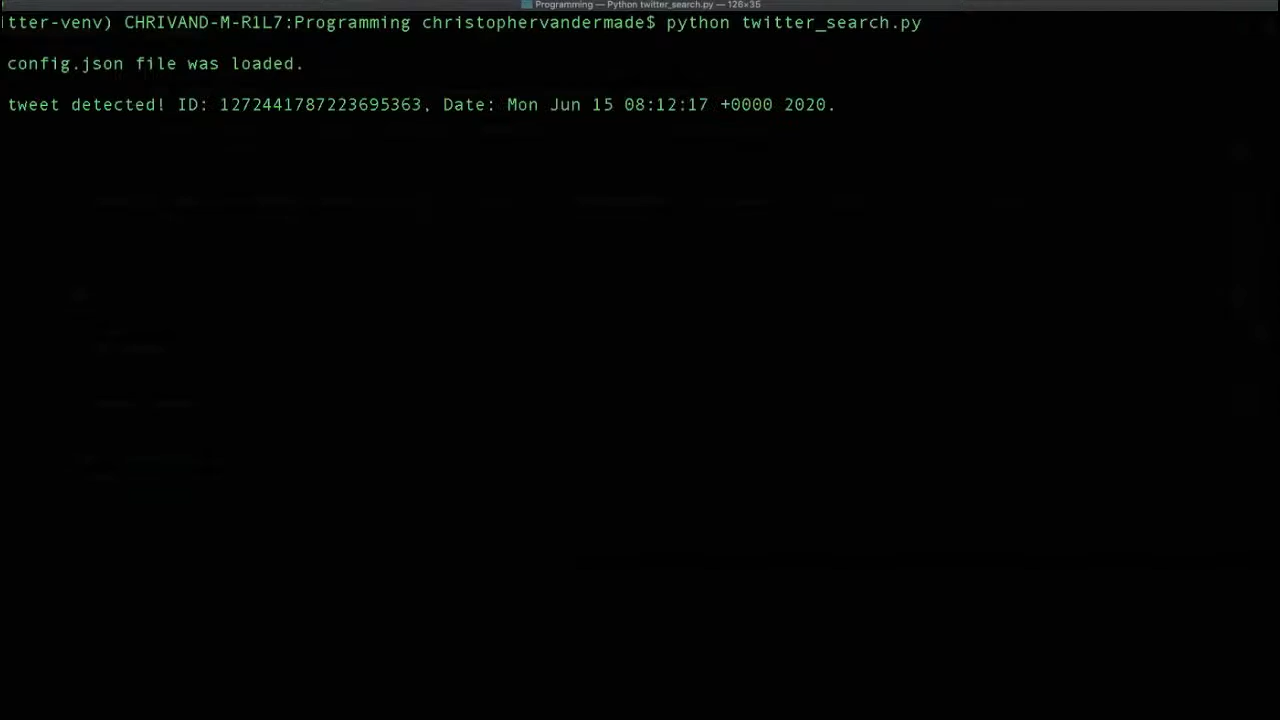 Programming — Python twitter_search.py — 126×35
itter-venv) CHRIVAND-M-R1L7:Programming christophervandermade$ python twitter_search.py
config.json file was loaded.
tweet detected! ID: 1272441787223695363, Date: Mon Jun 15 08:12:17 +0000 2020.